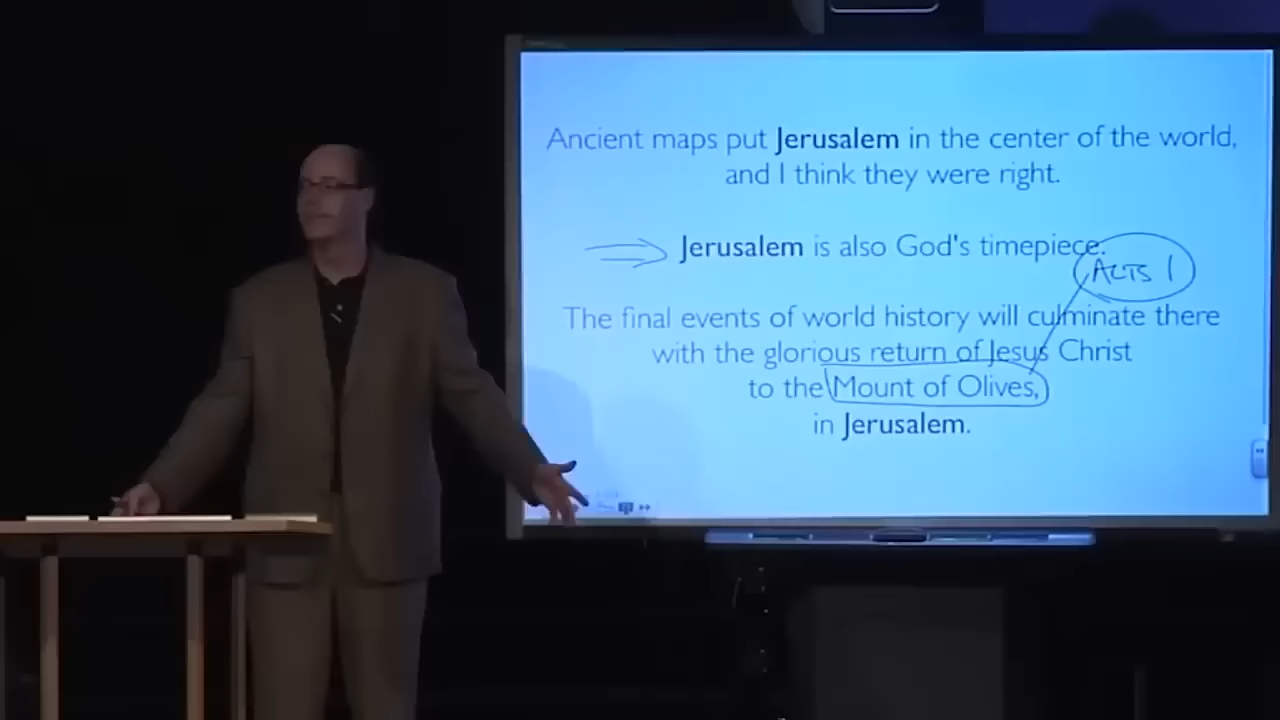 Ancient maps put Jerusalem in the center of the world,
and I think they were right.
Jerusalem is also God's timepiece.
ACTS 1
The final events of world history will culminate there
with the glorious return of Jesus Christ
to the Mount of Olives,
in Jerusalem.